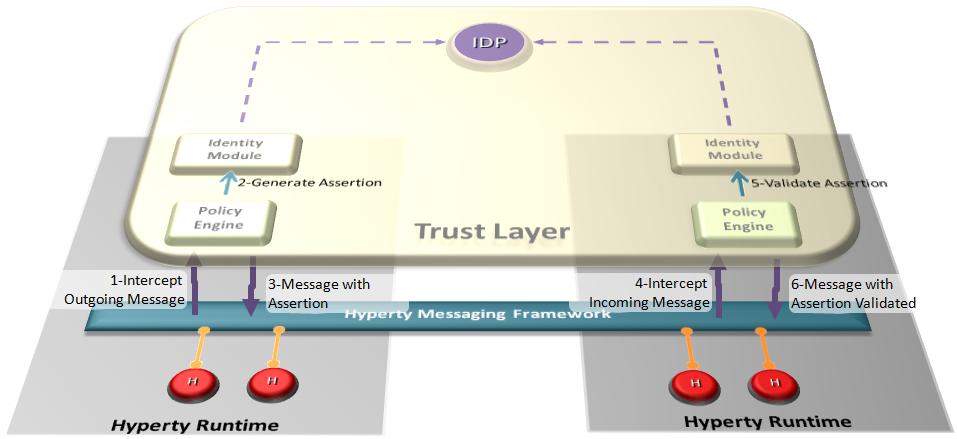 IDP
Identity
Module
Identity
Module
2-Generate Assertion
5-Validate Assertion
Policy
Engine
Policy
Engine
Trust Layer
1-Intercept
Outgoing Message
3-Message with
Assertion
4-Intercept
Incoming Message
6-Message with
Assertion Validated
Hyperty Messaging Framework
H
H
H
H
Hyperty Runtime
Hyperty Runtime